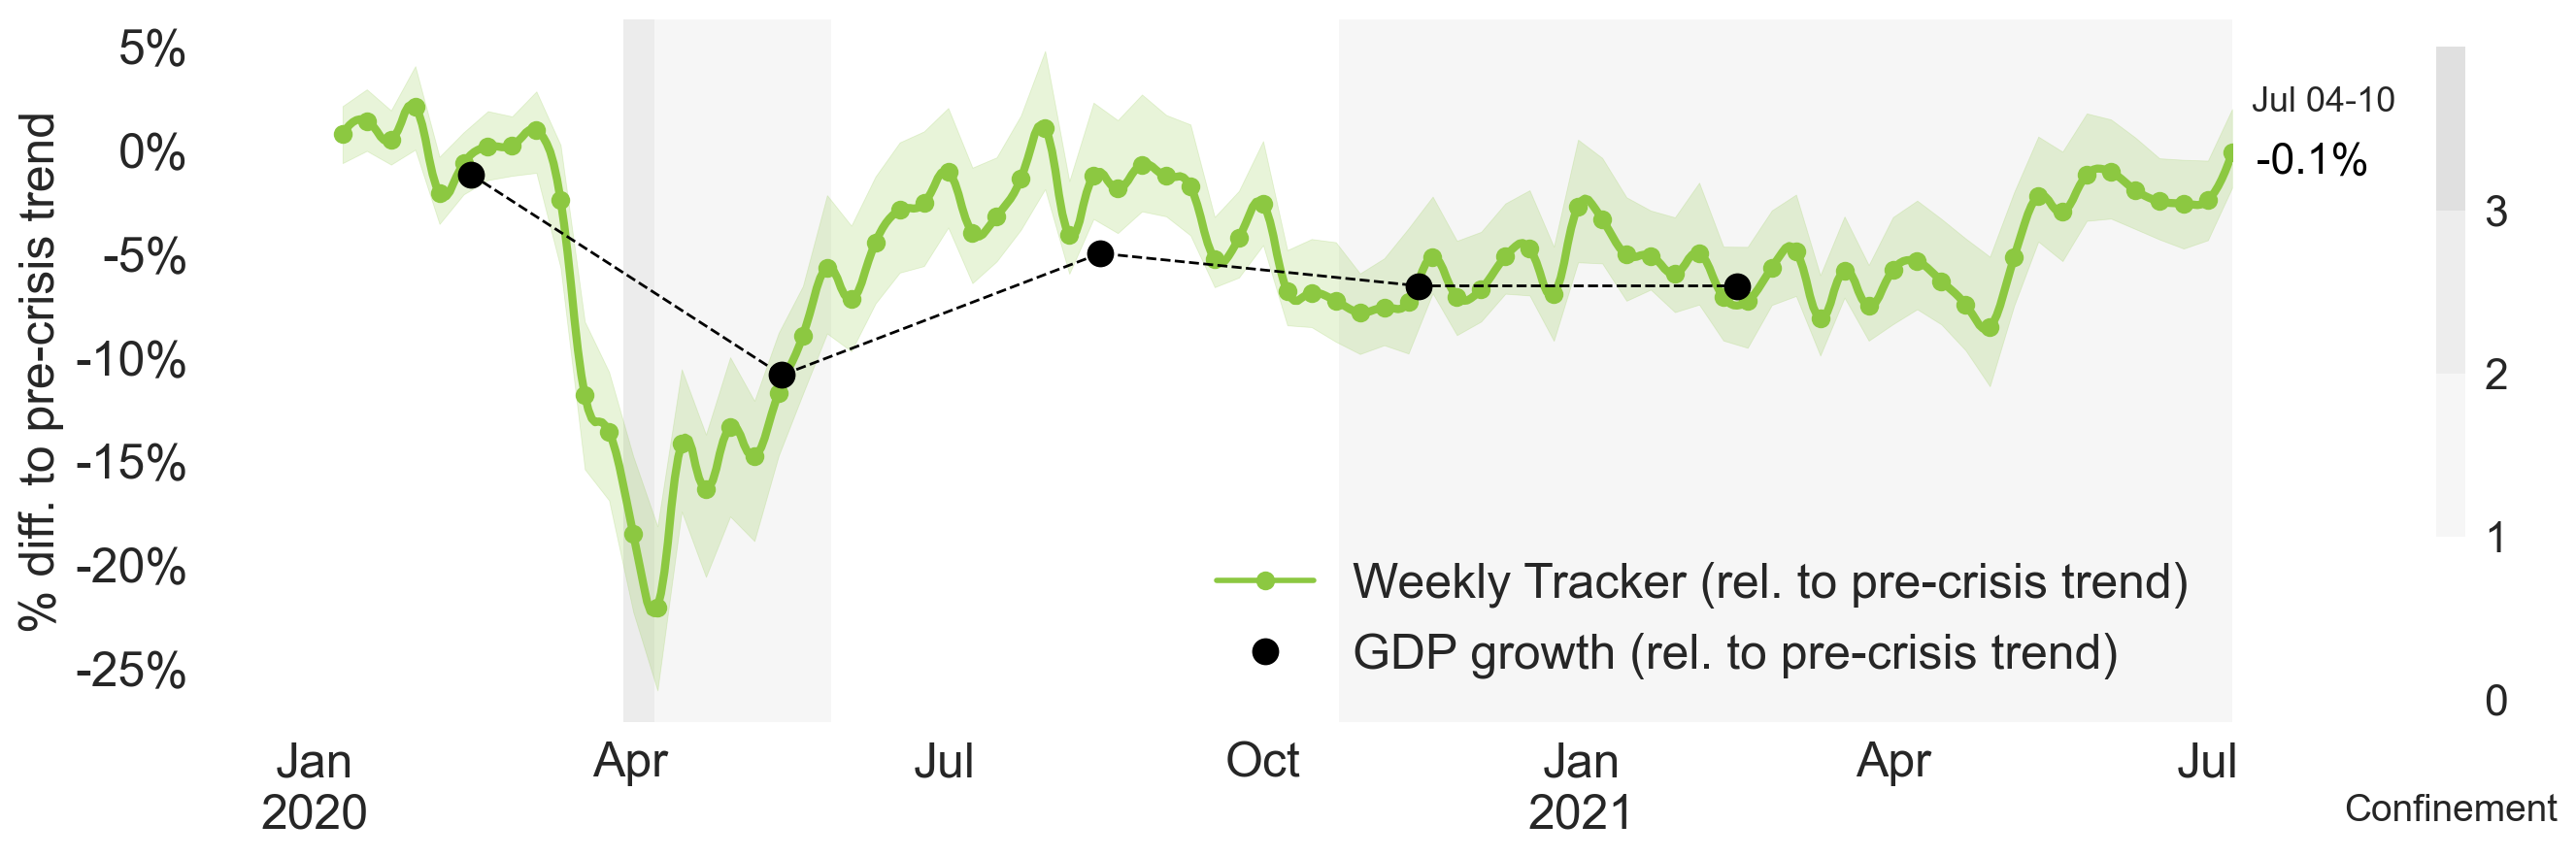 % diff. to pre-crisis trend
5%
0%
-5%
-10%
-15%
-20%
-25%
Jan
2020
Apr
Jul
Oct
Jan
2021
Apr
Jul
Weekly Tracker (rel. to pre-crisis trend)
GDP growth (rel. to pre-crisis trend)
Jul 04-10
-0.1%
3
2
1
0
Confinement